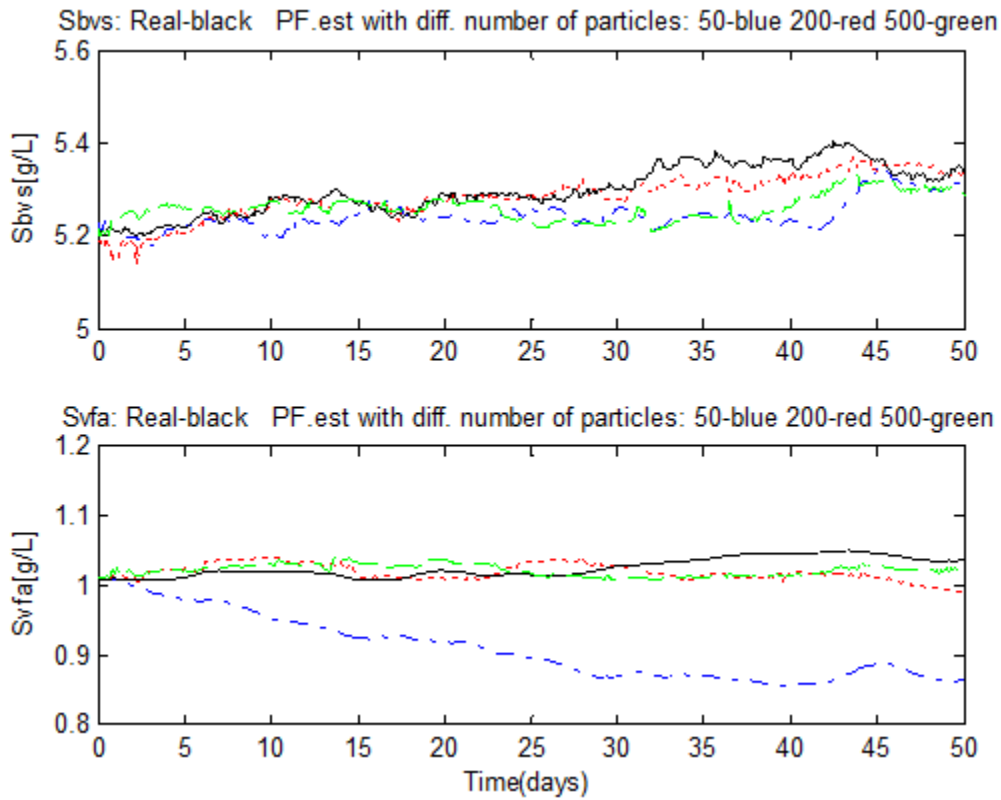 Sbvs: Real-black PF.est with diff. number of particles: 50-blue 200-red 500-green
5.6
5.4
5.2
5
Sbvs[g/L]
0 5 10 15 20 25 30 35 40 45 50
Svfa: Real-black PF.est with diff. number of particles: 50-blue 200-red 500-green
1.2
1.1
1
0.9
0.8
Svfa[g/L]
0 5 10 15 20 25 30 35 40 45 50
Time(days)